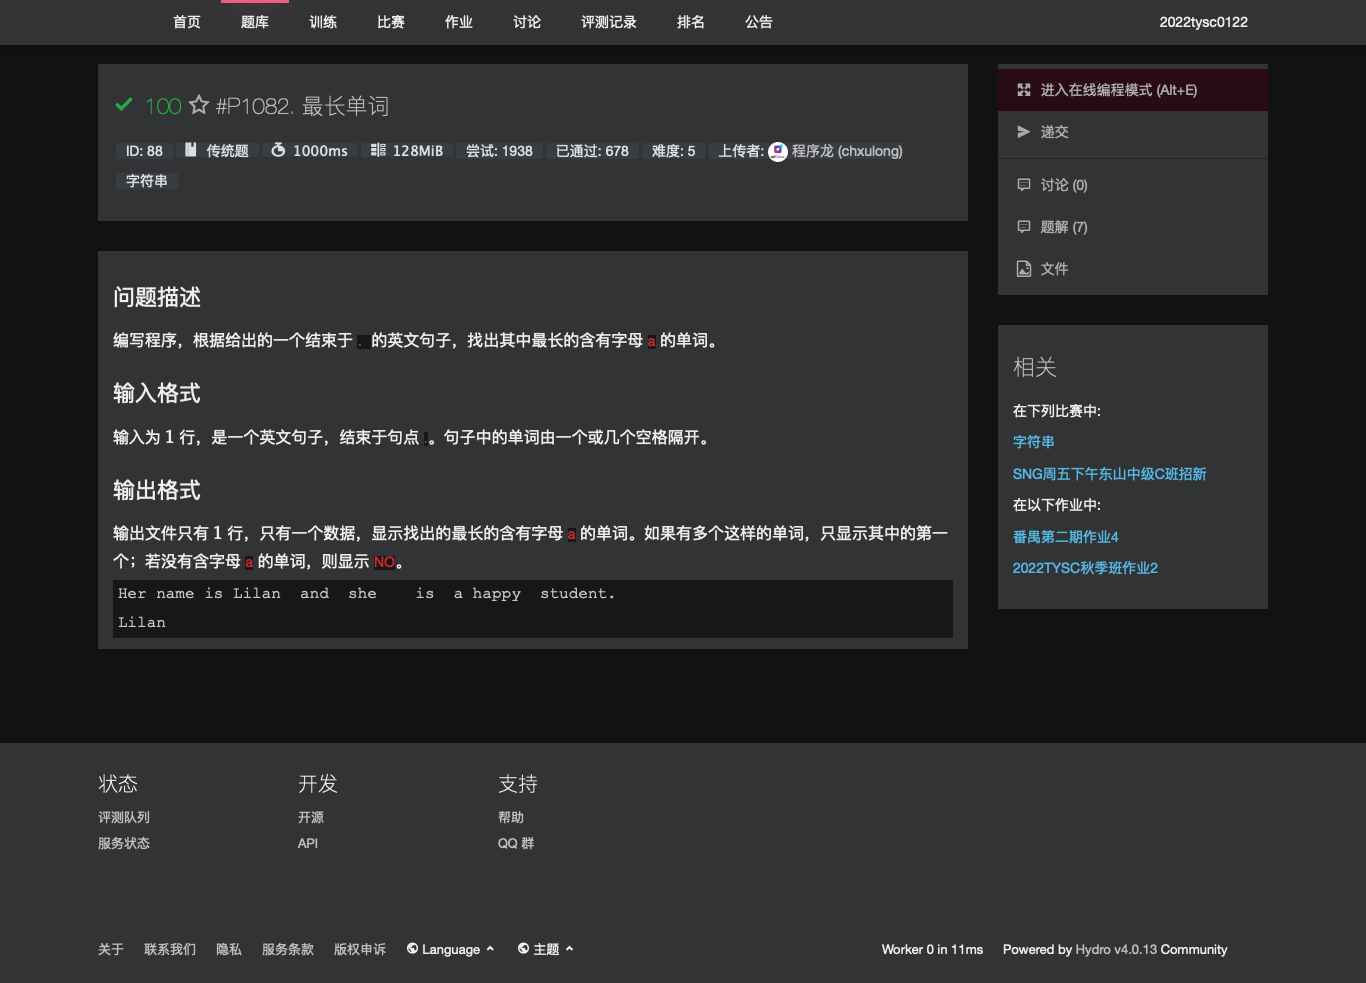 首页 题库 训练 比赛 作业 讨论 评测记录 排名 公告 2022tysc0122
100 #P1082. 最长单词
ID: 88 传统题 1000ms 128MiB 尝试: 1938 已通过: 678 难度: 5 上传者: 程序龙 (chxulong)
字符串
问题描述
编写程序，根据给出的一个结束于 . 的英文句子，找出其中最长的含有字母 a 的单词。
输入格式
输入为 1 行，是一个英文句子，结束于句点 .。句子中的单词由一个或几个空格隔开。
输出格式
输出文件只有 1 行，只有一个数据，显示找出的最长的含有字母 a 的单词。如果有多个这样的单词，只显示其中的第一
个；若没有含字母 a 的单词，则显示 NO。
Her name is Lilan  and  she    is  a happy  student.
Lilan
进入在线编程模式 (Alt+E)
递交
讨论 (0)
题解 (7)
文件
相关
在下列比赛中:
字符串
SNG周五下午东山中级C班招新
在以下作业中:
番禺第二期作业4
2022TYSC秋季班作业2
状态
评测队列
服务状态
开发
开源
API
支持
帮助
QQ 群
关于 联系我们 隐私 服务条款 版权申诉 Language 主题 Worker 0 in 11ms Powered by Hydro v4.0.13 Community